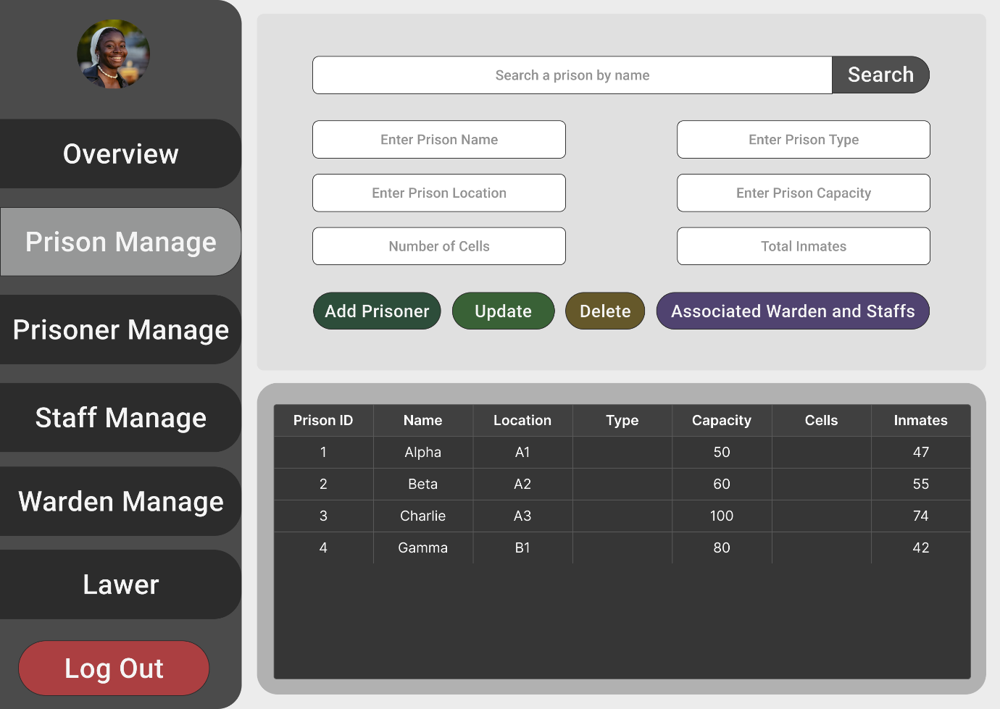 Overview
Prison Manage
Prisoner Manage
Staff Manage
Warden Manage
Lawer
Log Out
Search a prison by name Search
Enter Prison Name Enter Prison Type
Enter Prison Location Enter Prison Capacity
Number of Cells Total Inmates
Add Prisoner Update Delete Associated Warden and Staffs
Prison ID Name Location Type Capacity Cells Inmates
1 Alpha A1 50 47
2 Beta A2 60 55
3 Charlie A3 100 74
4 Gamma B1 80 42